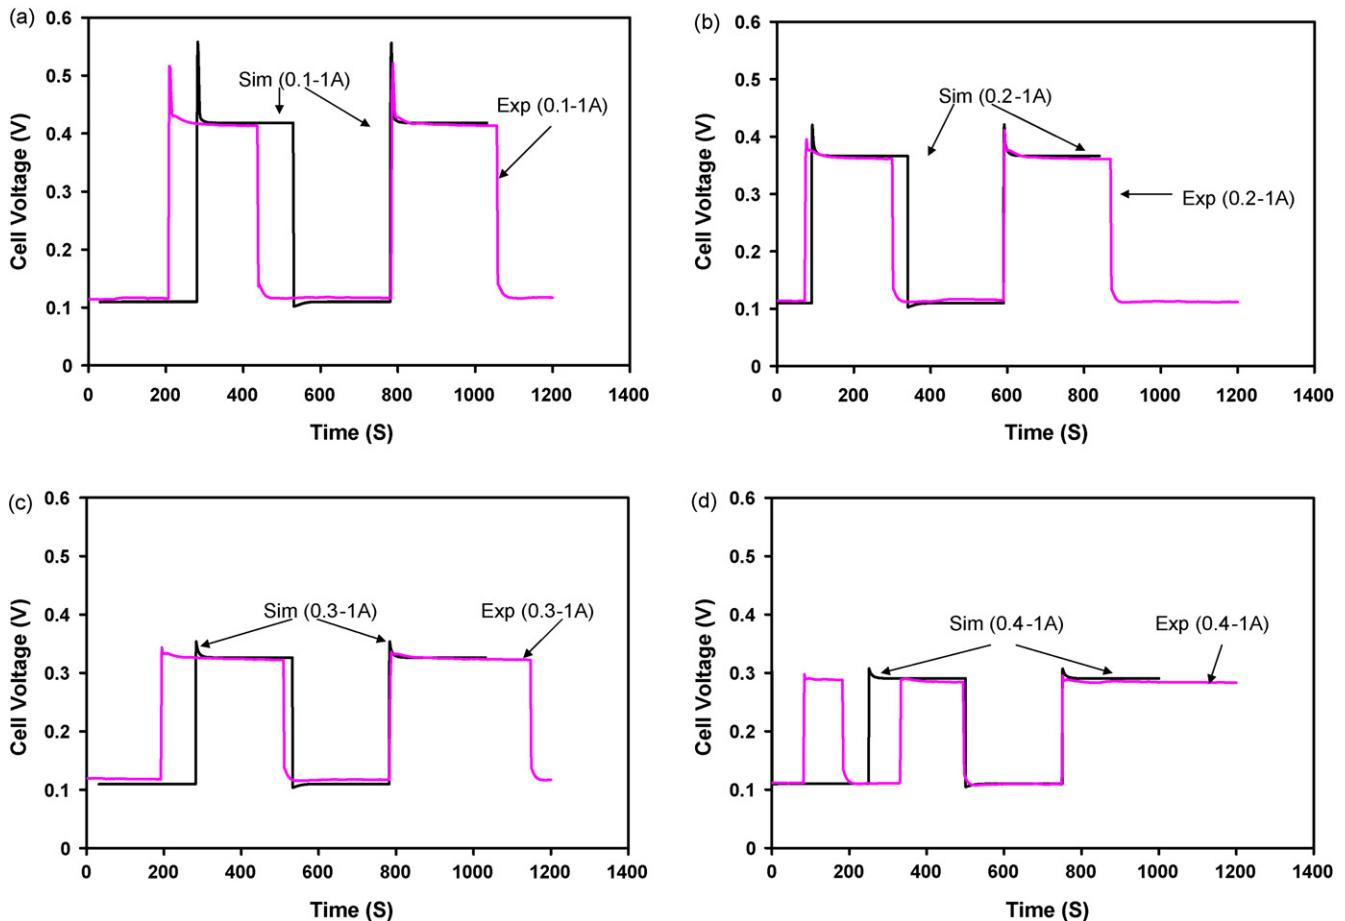 (a)
0.6
0.5
0.4
0.3
0.2
0.1
0
Cell Voltage (V)
Sim (0.1-1A)
Exp (0.1-1A)
0 200 400 600 800 1000 1200 1400
Time (S)
(b)
0.6
0.5
0.4
0.3
0.2
0.1
0
Cell Voltage (V)
Sim (0.2-1A)
Exp (0.2-1A)
0 200 400 600 800 1000 1200 1400
Time (S)
(c)
0.6
0.5
0.4
0.3
0.2
0.1
0
Cell Voltage (V)
Sim (0.3-1A)
Exp (0.3-1A)
0 200 400 600 800 1000 1200 1400
Time (S)
(d)
0.6
0.5
0.4
0.3
0.2
0.1
0
Cell Voltage (V)
Sim (0.4-1A)
Exp (0.4-1A)
0 200 400 600 800 1000 1200 1400
Time (S)